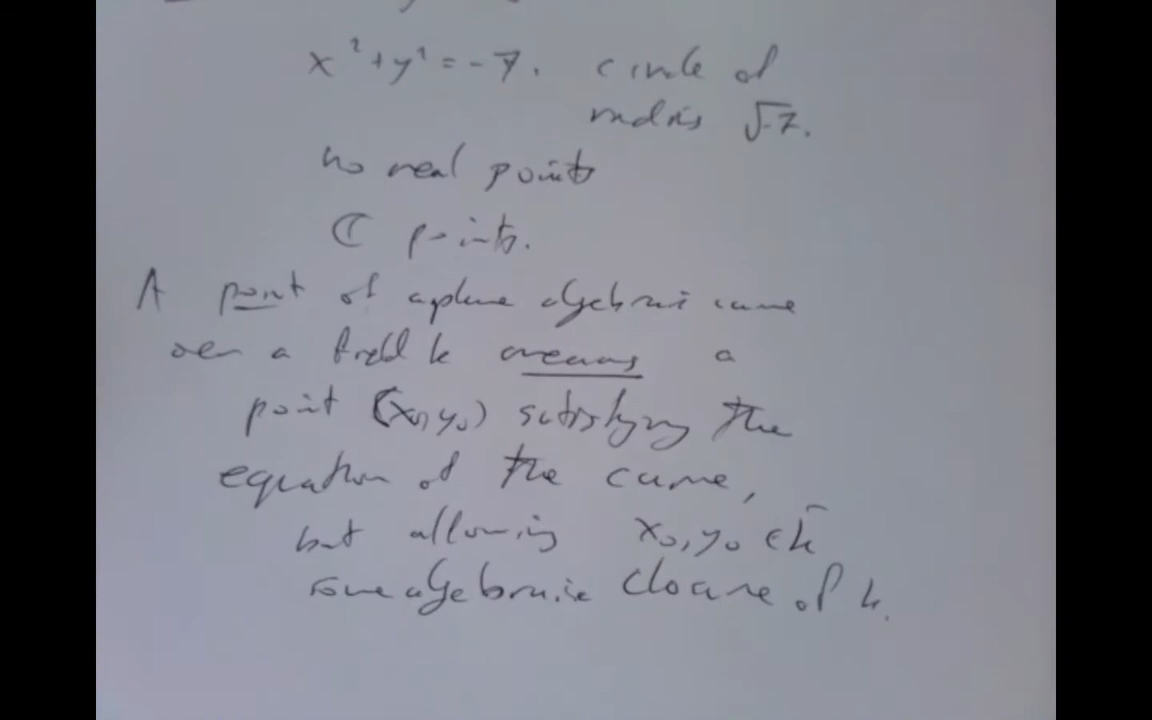 x² + y² = -7. circle of
radius √-7.
no real points
ℂ points.
A point of a plane algebraic curve
over a field k means a
point (x₀, y₀) satisfying the
equation of the curve,
but allowing x₀, y₀ ∈ k̄
some algebraic closure of k.